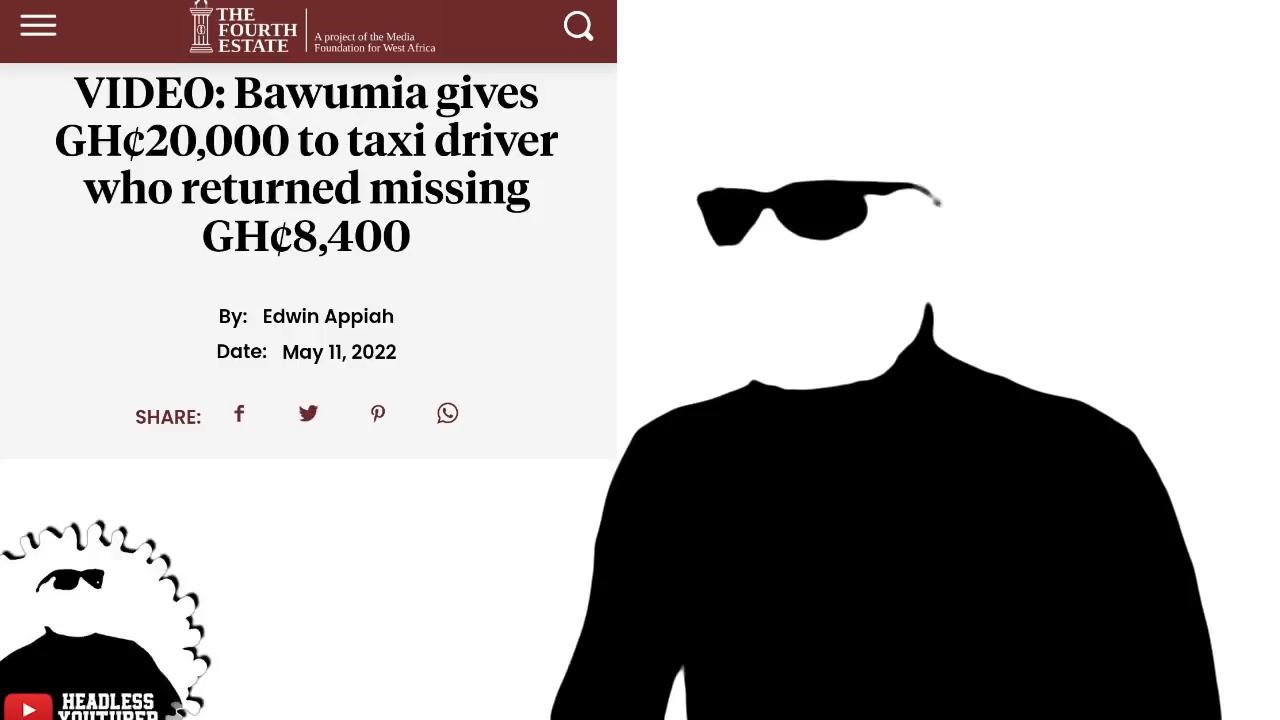 THE
FOURTH
ESTATE
A project of the Media
Foundation for West Africa
VIDEO: Bawumia gives
GH¢20,000 to taxi driver
who returned missing
GH¢8,400
By: Edwin Appiah
Date: May 11, 2022
SHARE:
HEADLESS
YOUTUBER